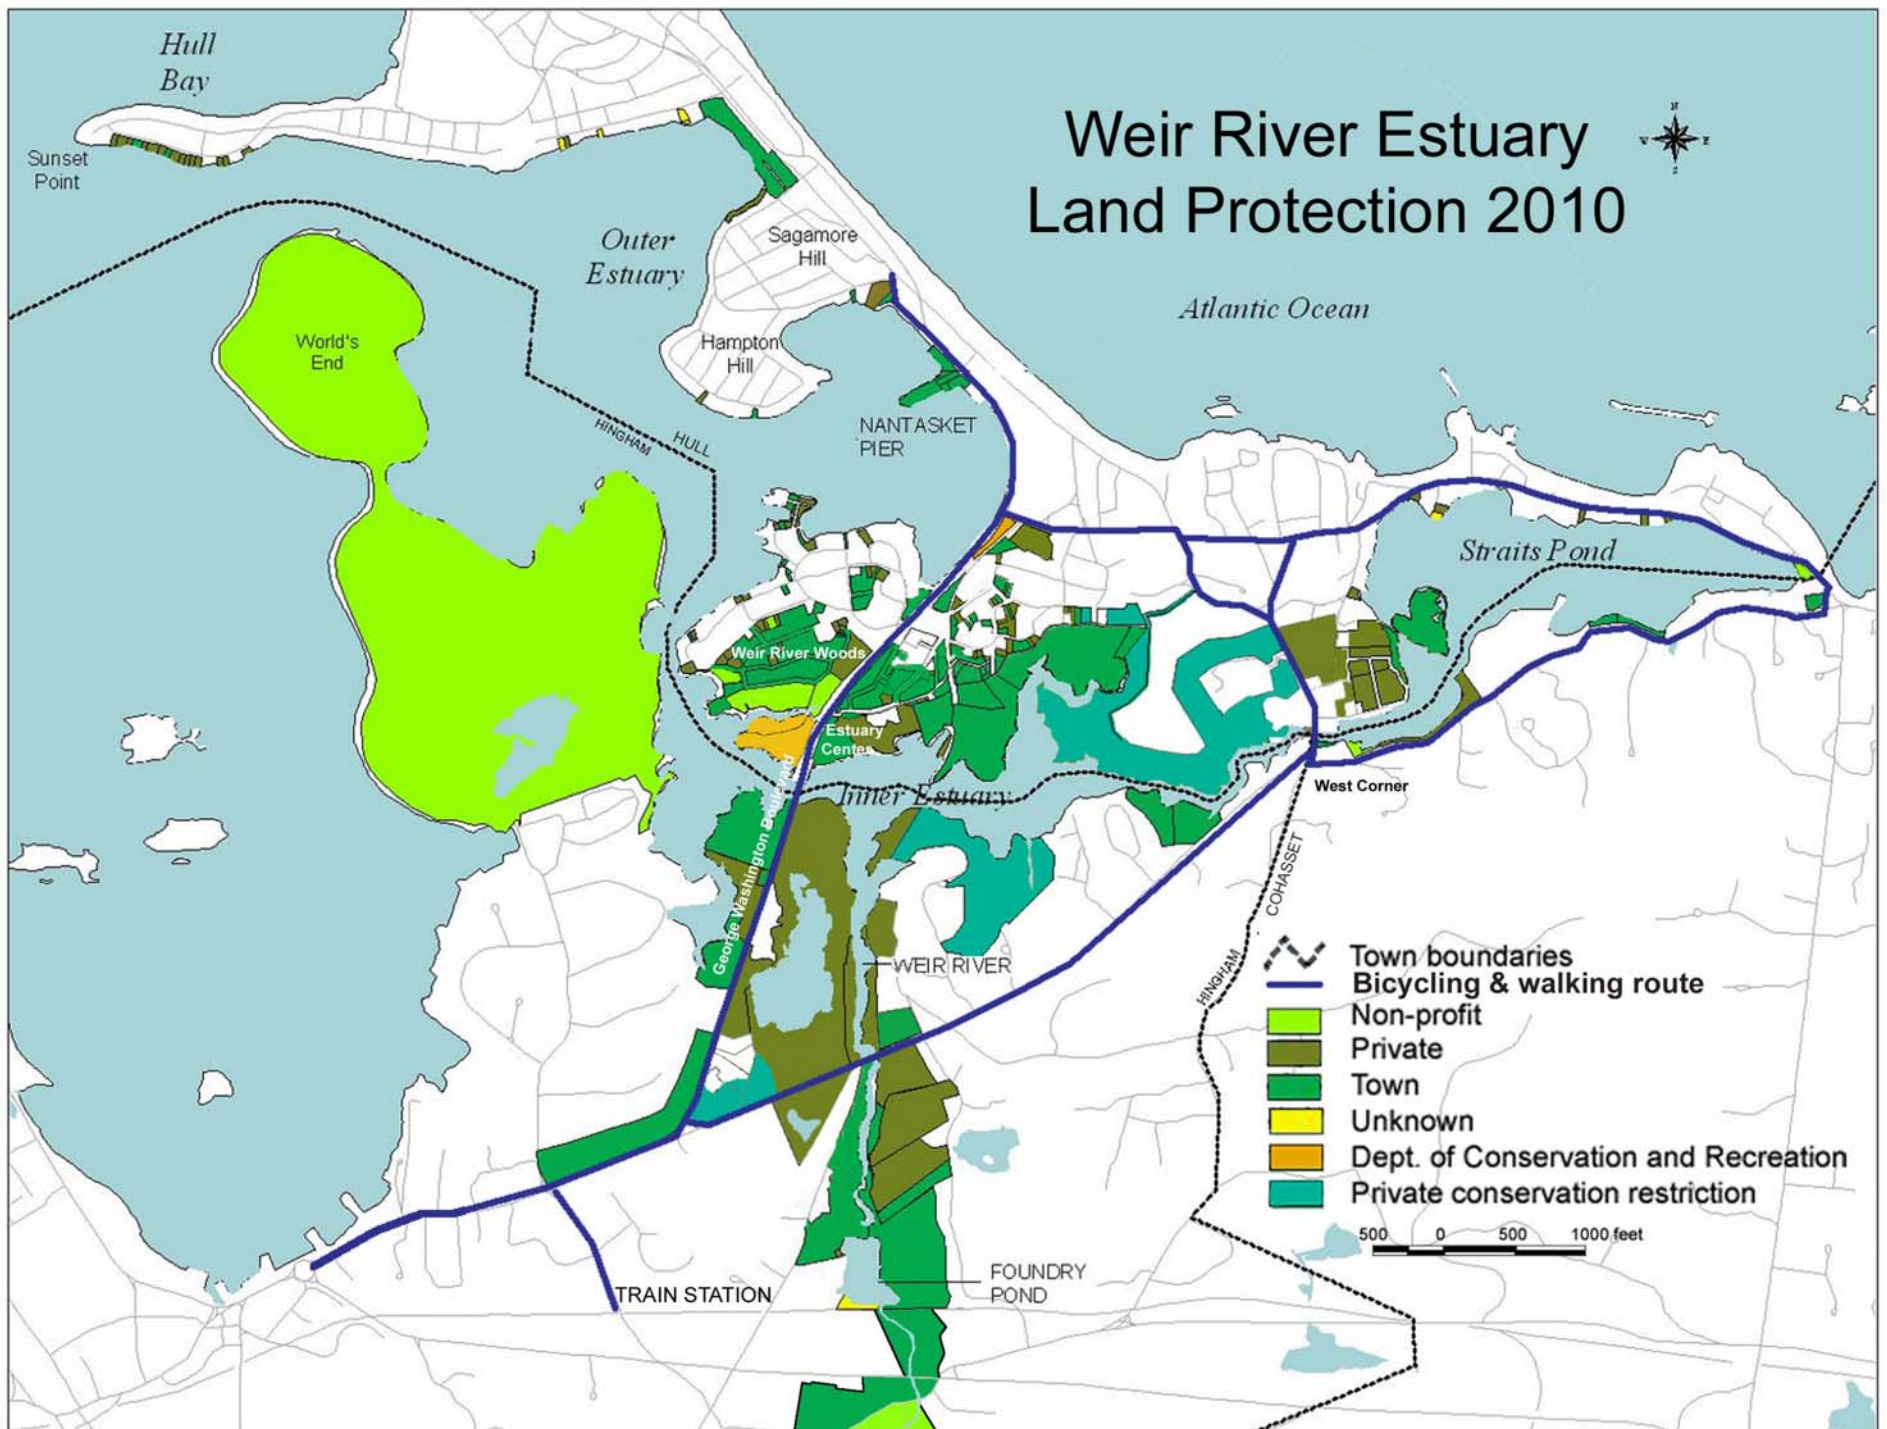 Hull
Bay
Weir River Estuary
Land Protection 2010
N
W
E
S
Sunset
Point
Outer
Estuary
Sagamore
Hill
Atlantic Ocean
World's
End
Hampton
Hill
NANTASKET
PIER
HINGHAM
HULL
Straits Pond
Weir River Woods
Estuary
Center
Inner Estuary
West Corner
George Washington Boulevard
COHASSET
HINGHAM
WEIR RIVER
Town boundaries
Bicycling & walking route
Non-profit
Private
Town
Unknown
Dept. of Conservation and Recreation
Private conservation restriction
500 0 500 1000 feet
TRAIN STATION
FOUNDRY
POND